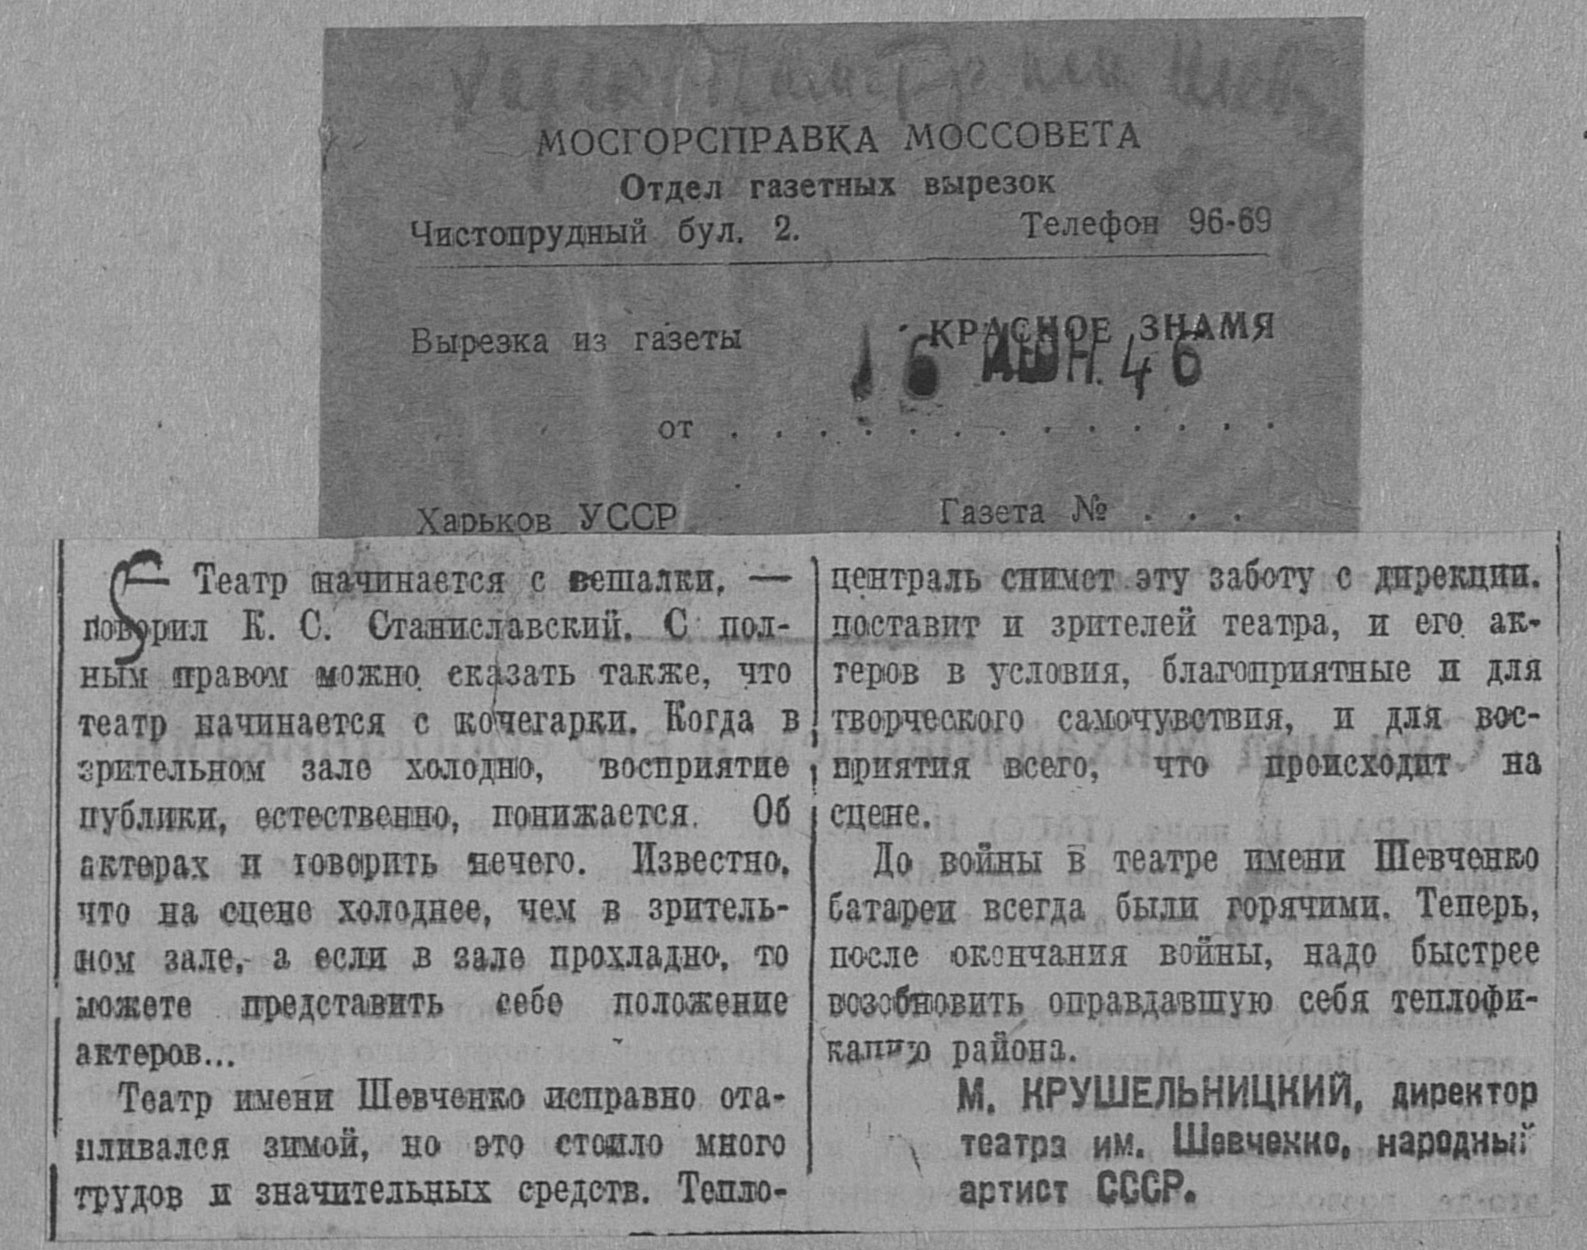 МОСГОРСПРАВКА МОССОВЕТА
Отдел газетных вырезок
Чистопрудный бул. 2. Телефон 96-69
Вырезка из газеты КРАСНОЕ ЗНАМЯ
16 ИЮН. 46
от . . . . . . . . . . . . .
Харьков УССР Газета № . . .
— Театр начинается с вешалки, —
говорил К. С. Станиславский. С пол-
ным правом можно сказать также, что
театр начинается с кочегарки. Когда в
зрительном зале холодно, восприятие
публики, естественно, понижается. Об
актерах и говорить нечего. Известно,
что на сцене холоднее, чем в зритель-
ном зале, а если в зале прохладно, то
можете представить себе положение
актеров...
Театр имени Шевченко исправно ота-
пливался зимой, но это стоило много
трудов и значительных средств. Тепло-
централь снимет эту заботу с дирекции,
поставит и зрителей театра, и его ак-
теров в условия, благоприятные и для
творческого самочувствия, и для вос-
приятия всего, что происходит на
сцене.
До войны в театре имени Шевченко
батареи всегда были горячими. Теперь,
после окончания войны, надо быстрее
возобновить оправдавшую себя теплофи-
кацию района.
М. КРУШЕЛЬНИЦКИЙ, директор
театра им. Шевченко, народный
артист СССР.